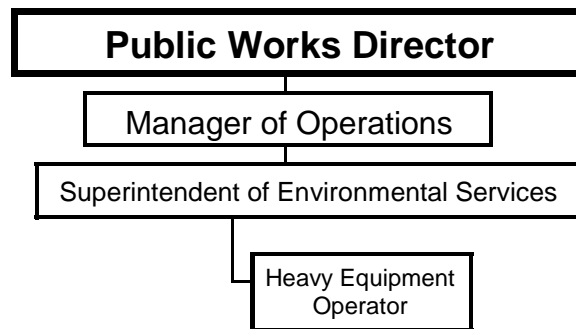 Public Works Director
Manager of Operations
Superintendent of Environmental Services
Heavy Equipment
Operator